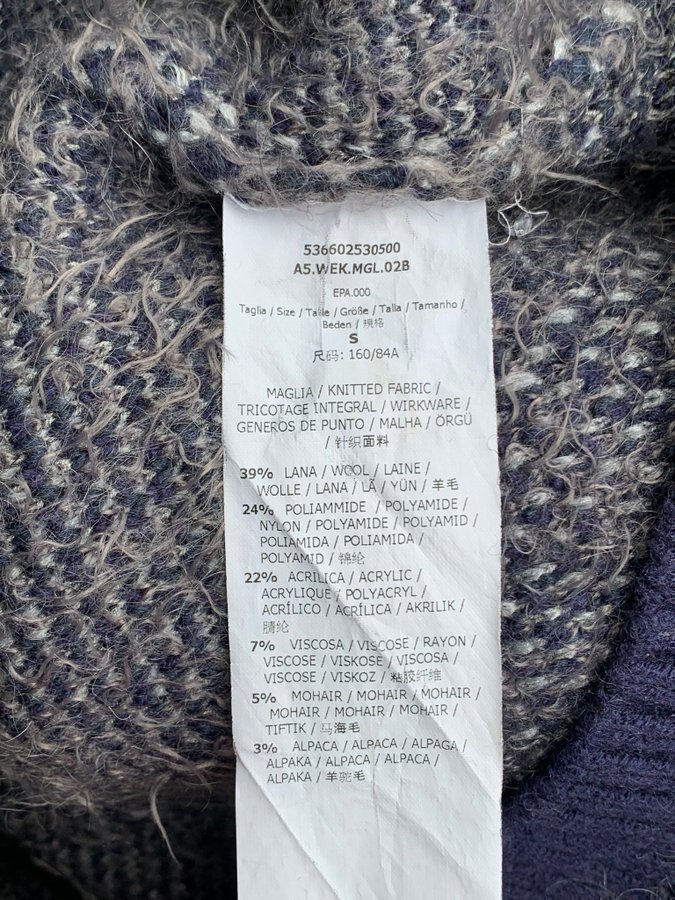 536602530500
A5.WEK.MGL.02B
EPA.000
Taglia / Size / Taille / Größe / Talla / Tamanho /
Beden / 規格
S
尺码: 160/84A
MAGLIA / KNITTED FABRIC /
TRICOTAGE INTEGRAL / WIRKWARE /
GENEROS DE PUNTO / MALHA / ÖRGÜ
/ 针织面料
39% LANA / WOOL / LAINE /
WOLLE / LANA / LÃ / YÜN / 羊毛
24% POLIAMMIDE / POLYAMIDE /
NYLON / POLYAMIDE / POLYAMID /
POLIAMIDA / POLIAMIDA /
POLYAMID / 锦纶
22% ACRILICA / ACRYLIC /
ACRYLIQUE / POLYACRYL /
ACRÍLICO / ACRÍLICA / AKRILIK /
腈纶
7% VISCOSA / VISCOSE / RAYON /
VISCOSE / VISKOSE / VISCOSA /
VISCOSE / VISKOZ / 粘胶纤维
5% MOHAIR / MOHAIR / MOHAIR /
MOHAIR / MOHAIR / MOHAIR /
TIFTIK / 马海毛
3% ALPACA / ALPACA / ALPAGA /
ALPAKA / ALPACA / ALPACA /
ALPAKA / 羊驼毛